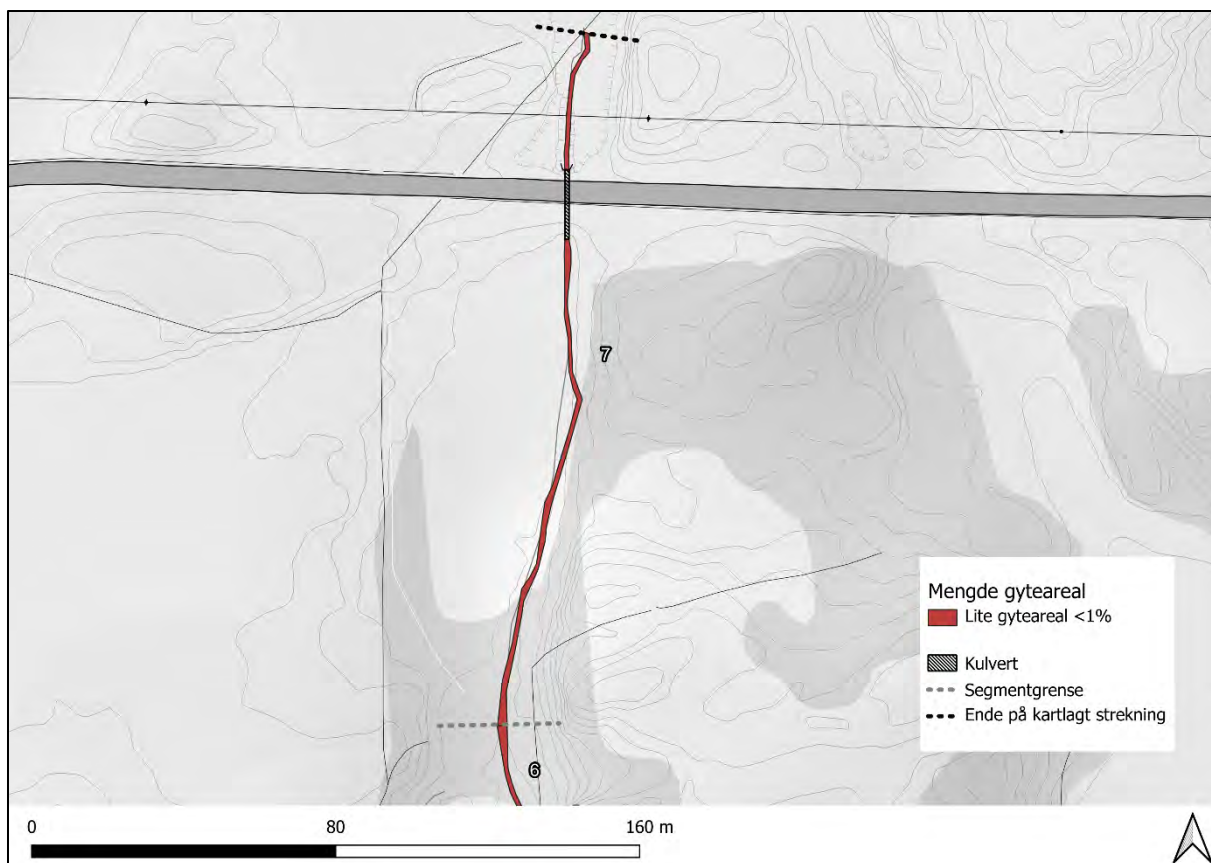 7
Mengde gyteareal
Lite gyteareal <1%
Kulvert
Segmentgrense
Ende på kartlagt strekning
6
0 80 160 m